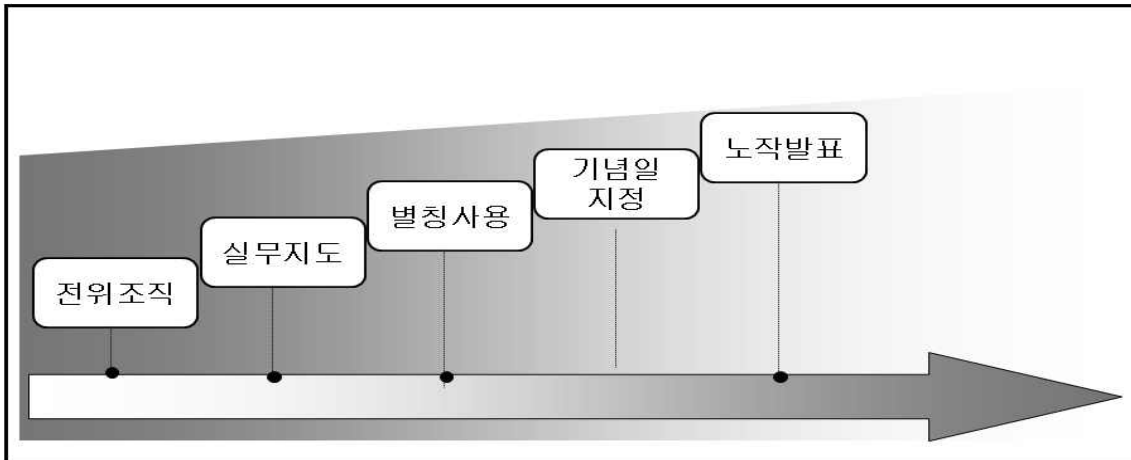 전위조직
실무지도
별칭사용
기념일
지정
노작발표